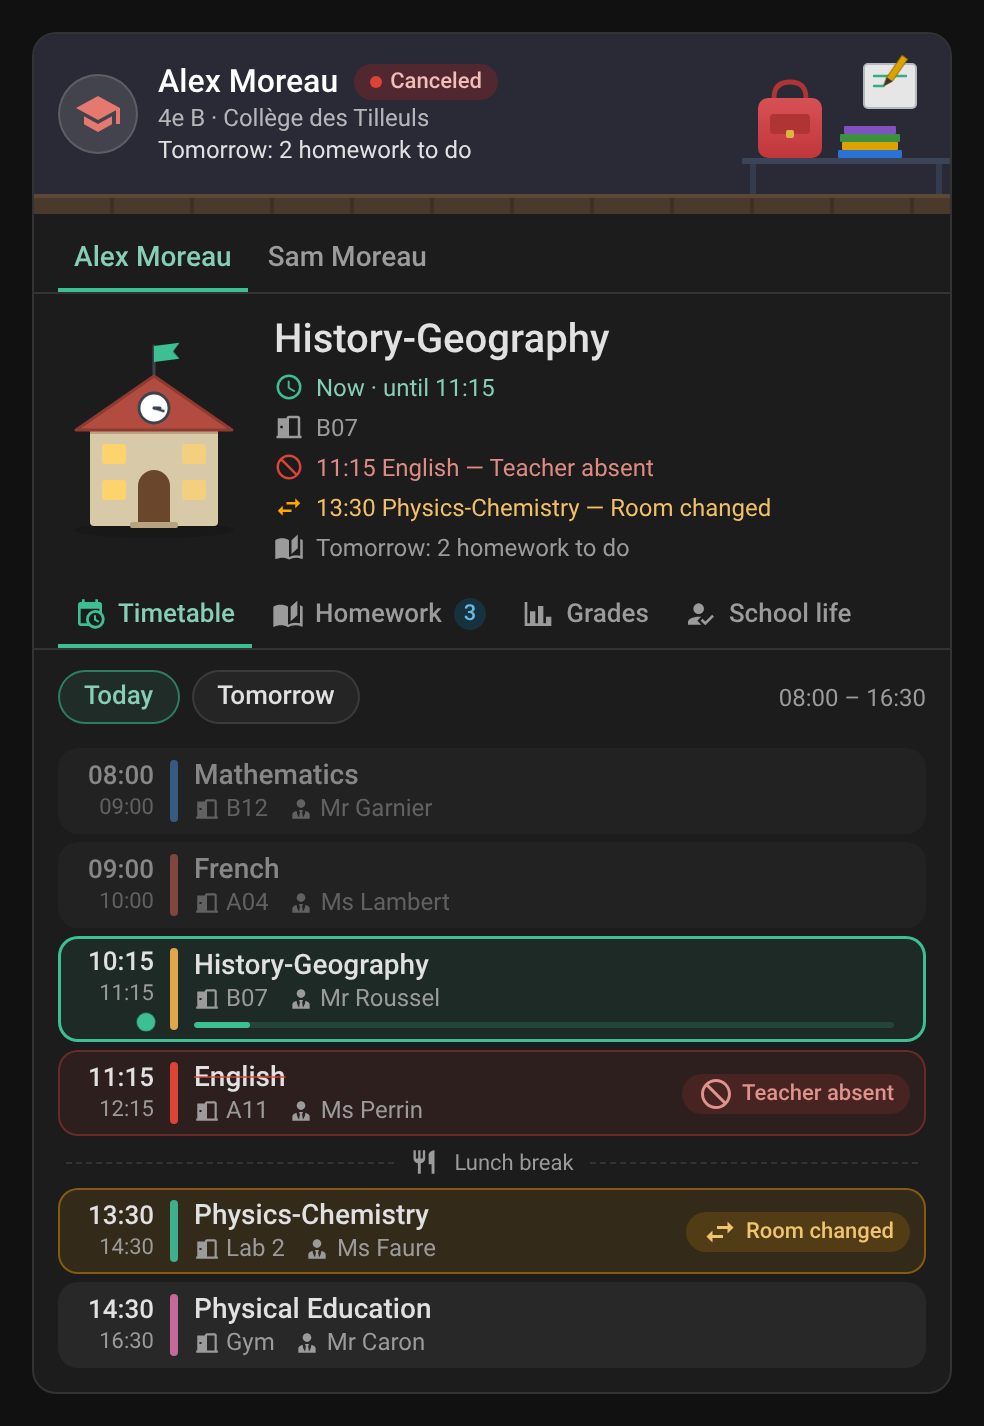 Alex Moreau
Canceled
4e B · Collège des Tilleuls
Tomorrow: 2 homework to do
Alex Moreau
Sam Moreau
History-Geography
Now · until 11:15
B07
11:15 English — Teacher absent
13:30 Physics-Chemistry — Room changed
Tomorrow: 2 homework to do
Timetable
Homework 3
Grades
School life
Today
Tomorrow
08:00 – 16:30
08:00 Mathematics
09:00 B12 Mr Garnier
09:00 French
10:00 A04 Ms Lambert
10:15 History-Geography
11:15 B07 Mr Roussel
11:15 English
12:15 A11 Ms Perrin
Teacher absent
Lunch break
13:30 Physics-Chemistry
14:30 Lab 2 Ms Faure
Room changed
14:30 Physical Education
16:30 Gym Mr Caron